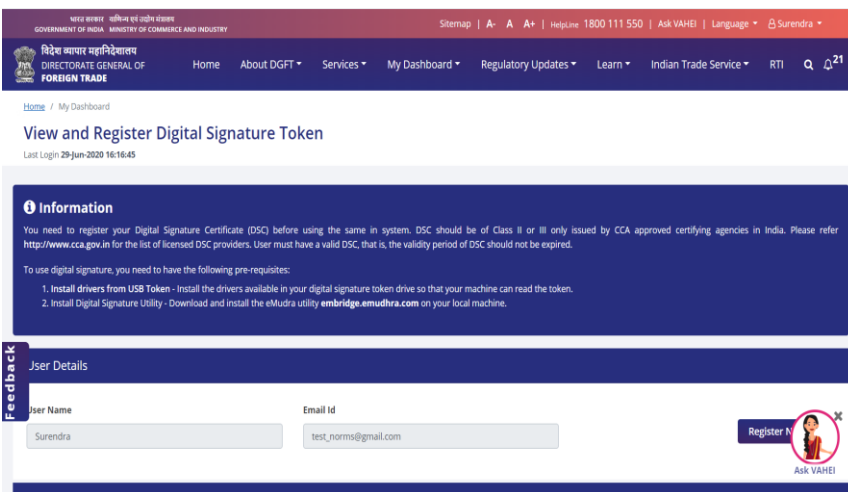 भारत सरकार वाणिज्य एवं उद्योग मंत्रालय
GOVERNMENT OF INDIA MINISTRY OF COMMERCE AND INDUSTRY
Sitemap | A- A A+ | HelpLine 1800 111 550 | Ask VAHEI | Language Surendra
विदेश व्यापार महानिदेशालय
DIRECTORATE GENERAL OF
FOREIGN TRADE
Home About DGFT Services My Dashboard Regulatory Updates Learn Indian Trade Service RTI 21
Home / My Dashboard
View and Register Digital Signature Token
Last Login 29-Jun-2020 16:16:45
Information
You need to register your Digital Signature Certificate (DSC) before using the same in system. DSC should be of Class II or III only issued by CCA approved certifying agencies in India. Please refer
http://www.cca.gov.in for the list of licensed DSC providers. User must have a valid DSC, that is, the validity period of DSC should not be expired.
To use digital signature, you need to have the following pre-requisites:
1. Install drivers from USB Token - Install the drivers available in your digital signature token drive so that your machine can read the token.
2. Install Digital Signature Utility - Download and install the eMudra utility embridge.emudhra.com on your local machine.
Feedback
User Details
User Name Email Id
Surendra test_norms@gmail.com
Register
Ask VAHEI